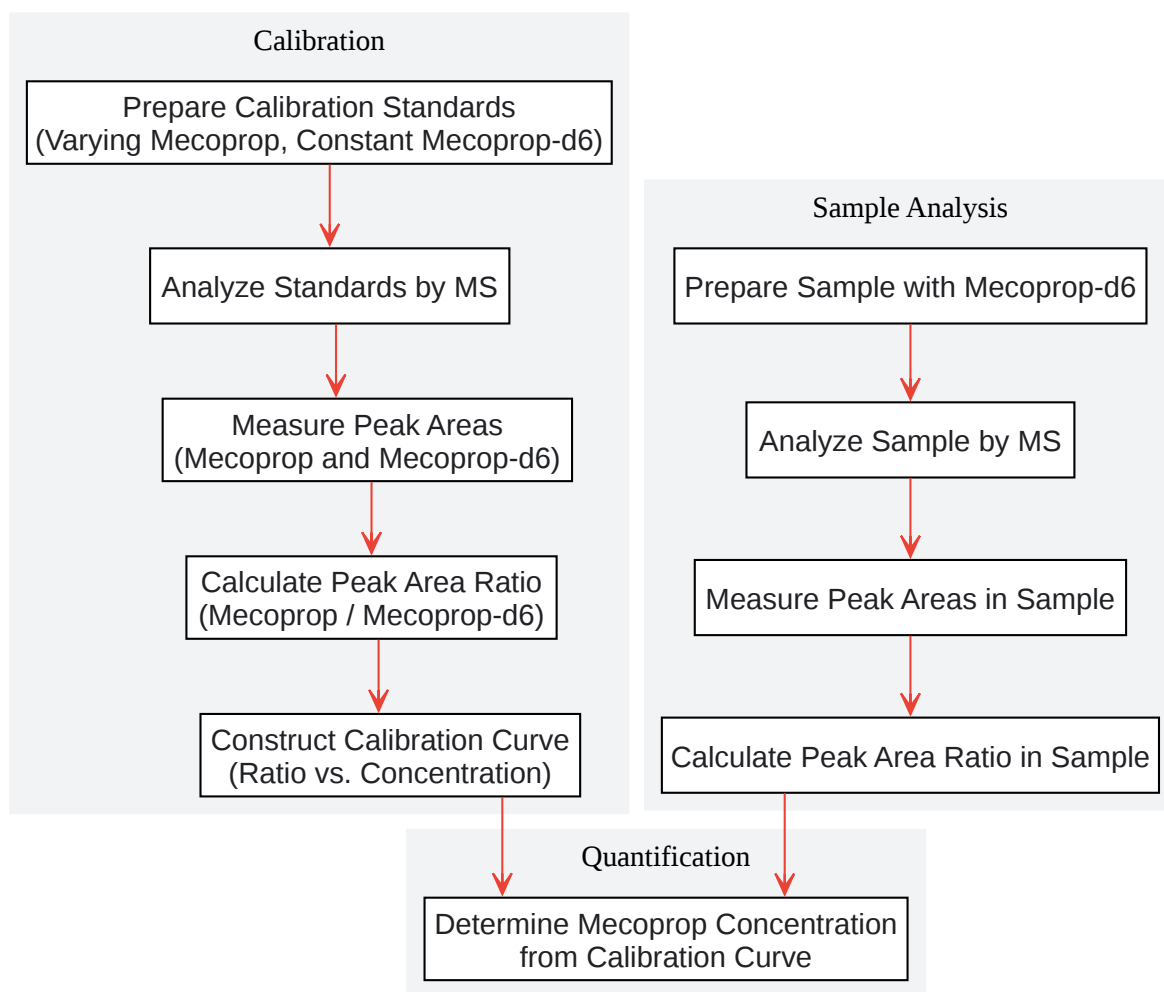 Calibration
Prepare Calibration Standards
(Varying Mecoprop, Constant Mecoprop-d6)
Analyze Standards by MS
Measure Peak Areas
(Mecoprop and Mecoprop-d6)
Calculate Peak Area Ratio
(Mecoprop / Mecoprop-d6)
Construct Calibration Curve
(Ratio vs. Concentration)
Sample Analysis
Prepare Sample with Mecoprop-d6
Analyze Sample by MS
Measure Peak Areas in Sample
Calculate Peak Area Ratio in Sample
Quantification
Determine Mecoprop Concentration
from Calibration Curve